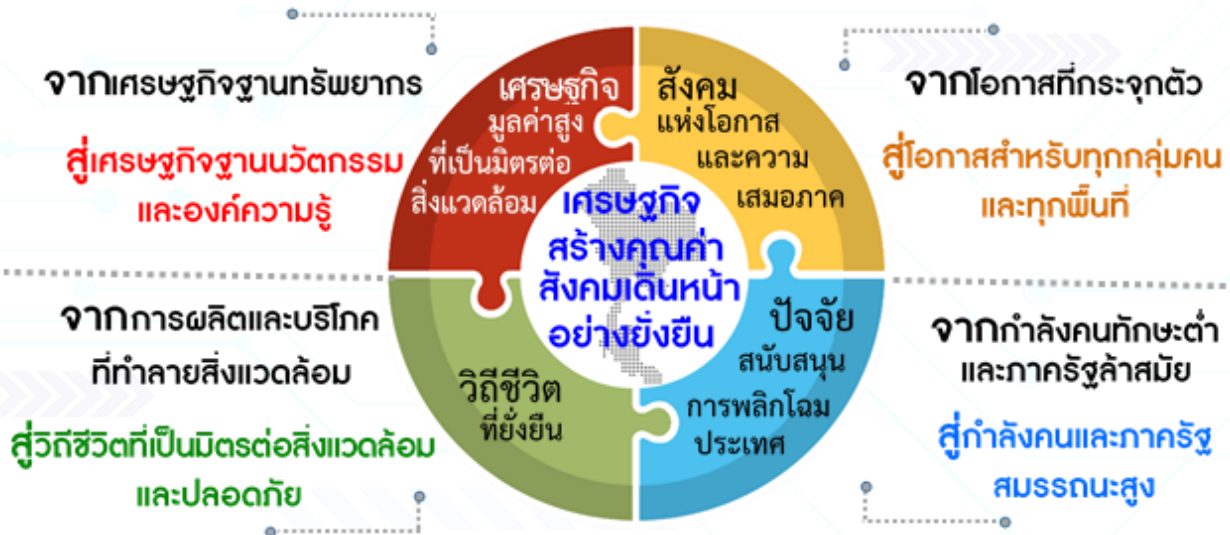 จากเศรษฐกิจฐานทรัพยากร
สู่เศรษฐกิจฐานนวัตกรรม
และองค์ความรู้
เศรษฐกิจ
มูลค่าสูง
ที่เป็นมิตรต่อ
สิ่งแวดล้อม
สังคม
แห่งโอกาส
และความ
เสมอภาค
จากโอกาสที่กระจุกตัว
สู่โอกาสสำหรับทุกกลุ่มคน
และทุกพื้นที่
เศรษฐกิจ
สร้างคุณค่า
สังคมเดินหน้า
อย่างยั่งยืน
จากการผลิตและบริโภค
ที่ทำลายสิ่งแวดล้อม
สู่วิถีชีวิตที่เป็นมิตรต่อสิ่งแวดล้อม
และปลอดภัย
วิถีชีวิต
ที่ยั่งยืน
ปัจจัย
สนับสนุน
การพลิกโฉม
ประเทศ
จากกำลังคนทักษะต่ำ
และภาครัฐล้าสมัย
สู่กำลังคนและภาครัฐ
สมรรถนะสูง